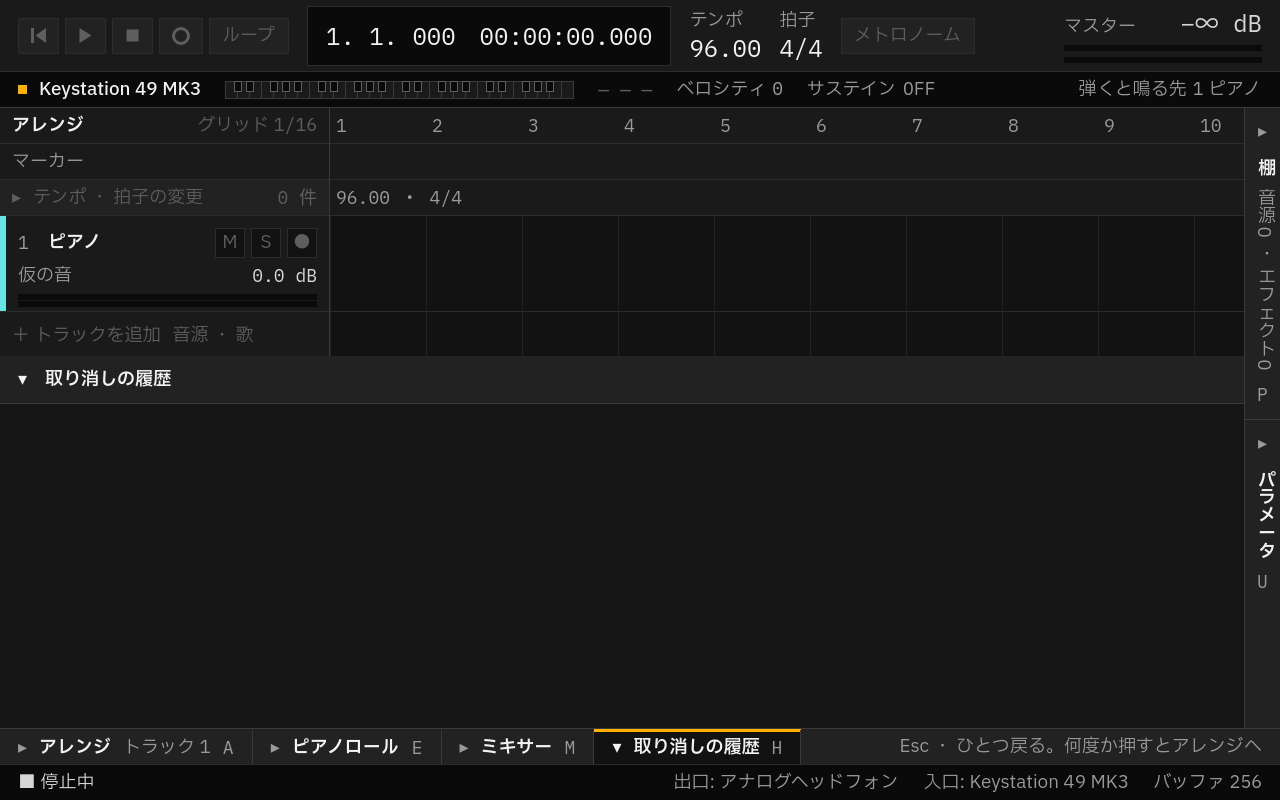 ループ
1. 1. 000 00:00:00.000
テンポ 拍子
96.00 4/4
メトロノーム
マスター −∞ dB
Keystation 49 MK3 – – – ベロシティ 0 サステイン OFF 弾くと鳴る先 1 ピアノ
アレンジ グリッド 1/16 1 2 3 4 5 6 7 8 9 10
マーカー
▶ テンポ · 拍子の変更 0 件 96.00 · 4/4
1 ピアノ M S
仮の音 0.0 dB
+ トラックを追加 音源 · 歌
▼ 取り消しの履歴
▶ 棚 音源0 · エフェクト0 P
▶ パラメータ U
▶ アレンジ トラック 1 A ▶ ピアノロール E ▶ ミキサー M ▼ 取り消しの履歴 H Esc · ひとつ戻る。何度か押すとアレンジへ
■ 停止中 出口: アナログヘッドフォン 入口: Keystation 49 MK3 バッファ 256